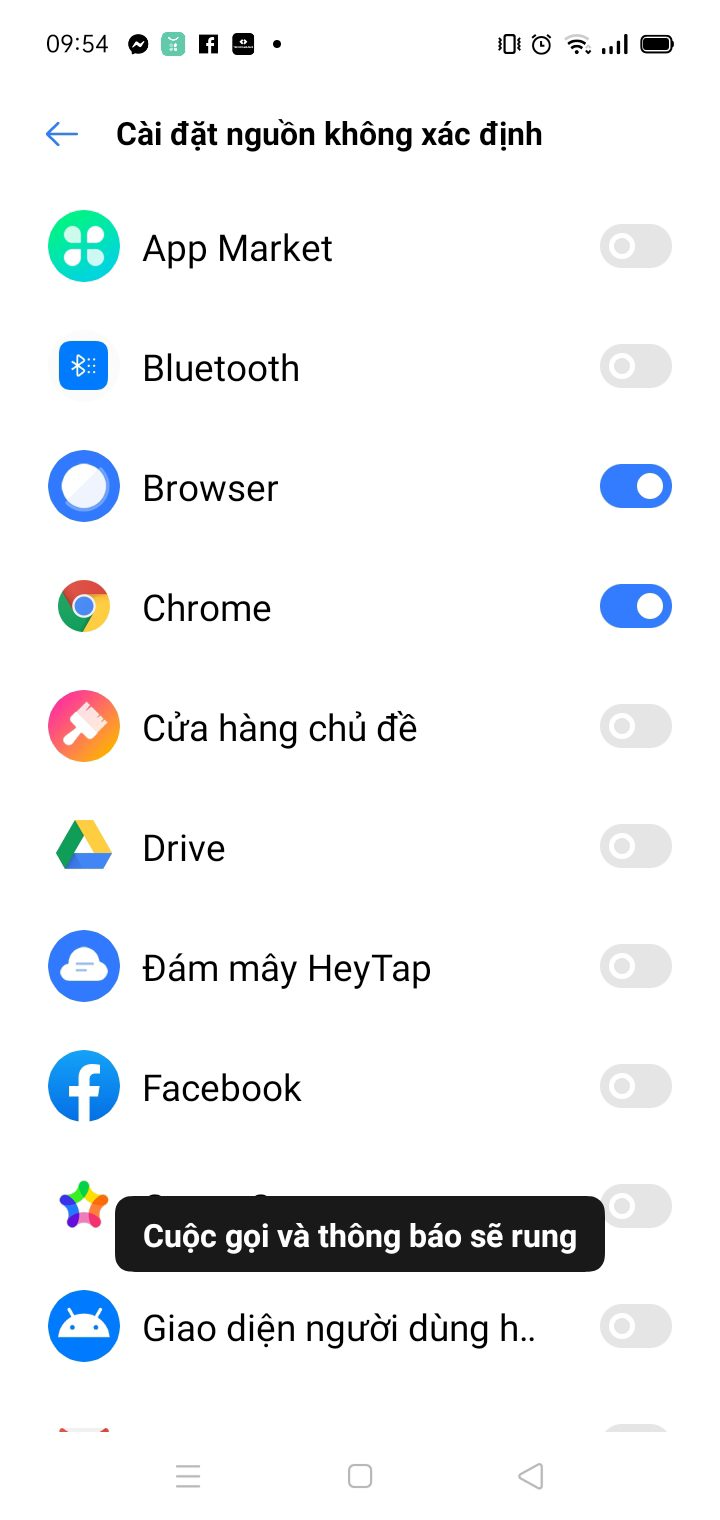 09:54
Cài đặt nguồn không xác định
App Market
Bluetooth
Browser
Chrome
Cửa hàng chủ đề
Drive
Đám mây HeyTap
Facebook
Cuộc gọi và thông báo sẽ rung
Giao diện người dùng h..